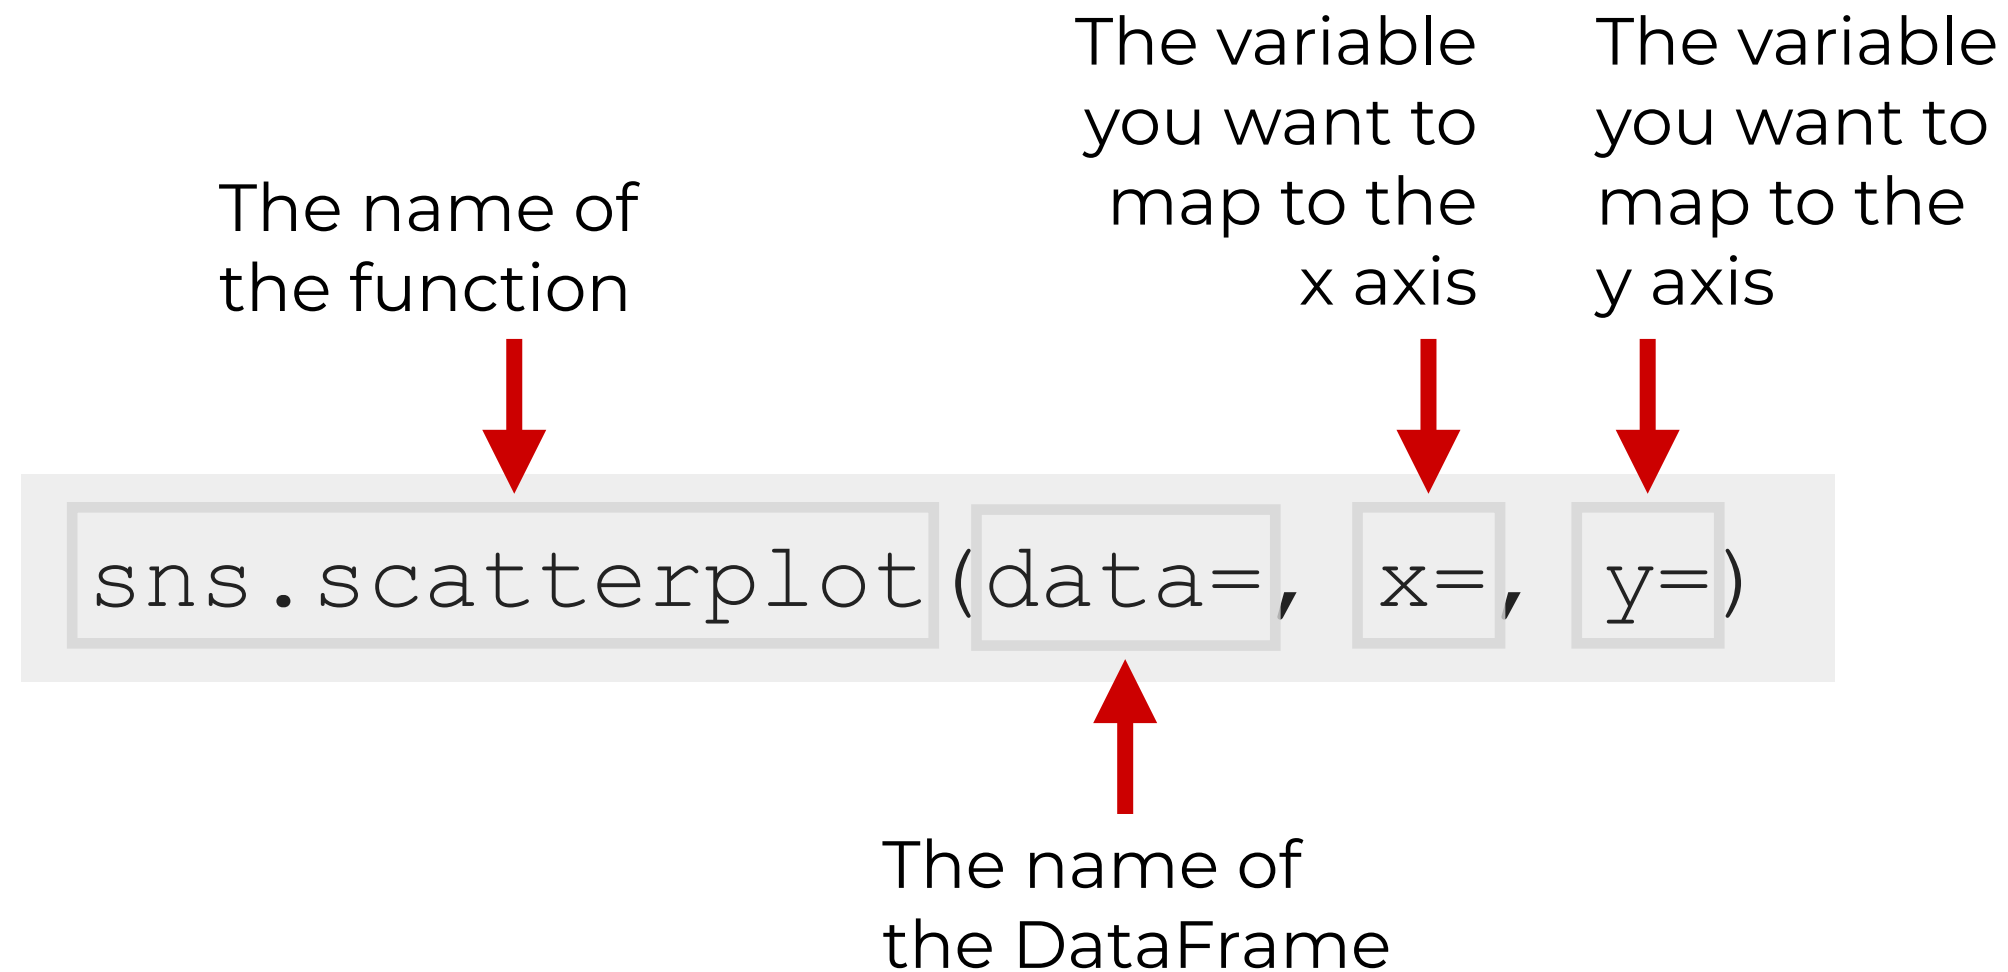 The variable
you want to
map to the
x axis
The variable
you want to
map to the
y axis
The name of
the function
sns.scatterplot(data=, x=, y=)
The name of
the DataFrame